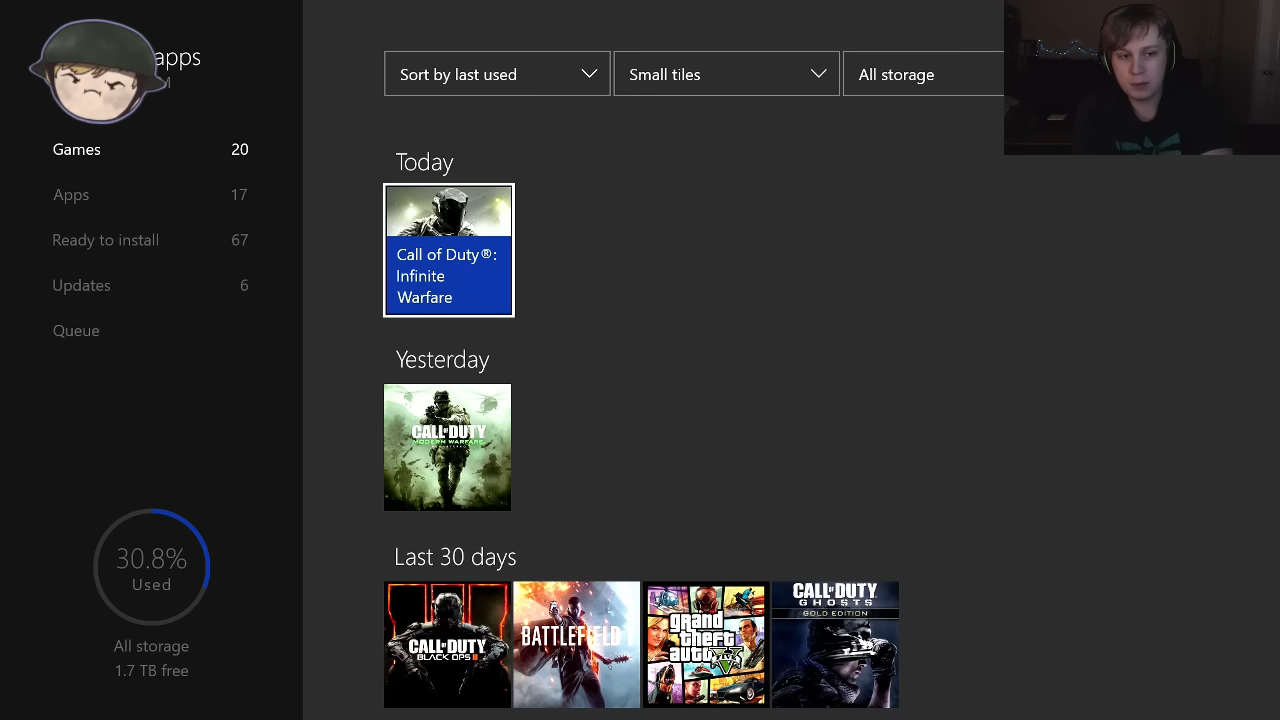 apps
M
Games 20
Apps 17
Ready to install 67
Updates 6
Queue
30.8%
Used
All storage
1.7 TB free
Sort by last used
Small tiles
All storage
Today
Call of Duty®:
Infinite
Warfare
Yesterday
CALL OF DUTY
MODERN WARFARE
REMASTERED
Last 30 days
CALL OF DUTY
BLACK OPS III
BATTLEFIELD 1
grand
theft
auto
V
CALL OF DUTY
GHOSTS
GOLD EDITION